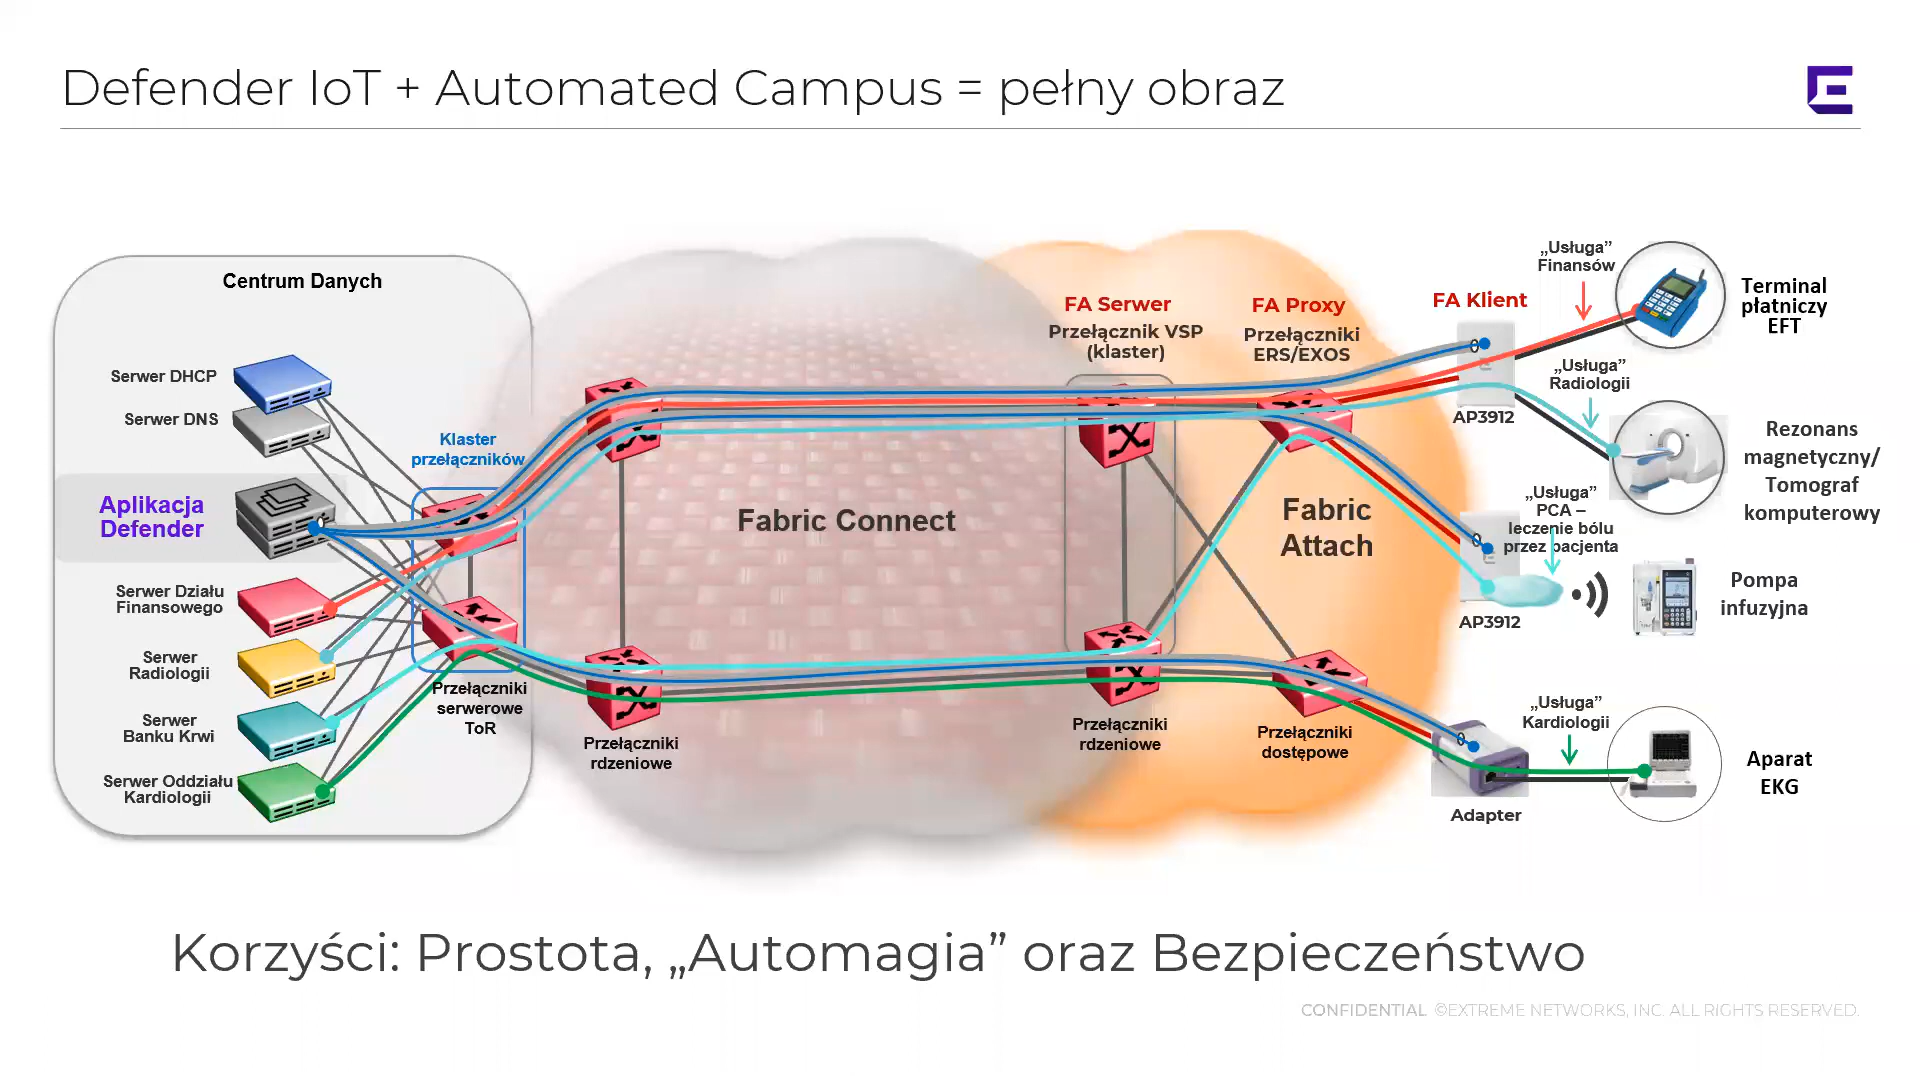 Defender IoT + Automated Campus = pełny obraz
Centrum Danych
Serwer DHCP
Serwer DNS
Aplikacja
Defender
Serwer Działu
Finansowego
Serwer
Radiologii
Serwer
Banku Krwi
Serwer Oddziału
Kardiologii
Klaster
przełączników
Przełączniki
serwerowe
ToR
Przełączniki
rdzeniowe
Fabric Connect
FA Serwer
Przełącznik VSP
(klaster)
Przełączniki
rdzeniowe
FA Proxy
Przełączniki
ERS/EXOS
Fabric
Attach
Przełączniki
dostępowe
FA Klient
AP3912
AP3912
Adapter
„Usługa”
Finansów
„Usługa”
Radiologii
„Usługa”
PCA –
leczenie bólu
przez pacjenta
„Usługa”
Kardiologii
Terminal
płatniczy
EFT
Rezonans
magnetyczny/
Tomograf
komputerowy
Pompa
infuzyjna
Aparat
EKG
Korzyści: Prostota, „Automagia” oraz Bezpieczeństwo
CONFIDENTIAL ©EXTREME NETWORKS, INC. ALL RIGHTS RESERVED.